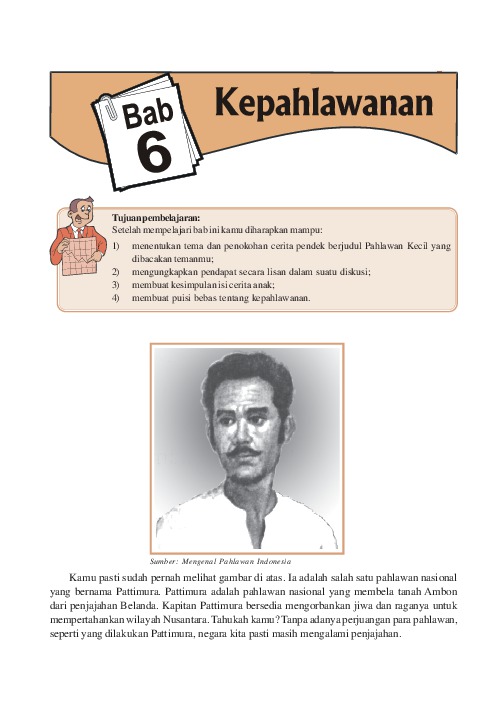 Bab
6
Kepahlawanan
Tujuan pembelajaran:
Setelah mempelajari bab ini kamu diharapkan mampu:
1) menentukan tema dan penokohan cerita pendek berjudul Pahlawan Kecil yang
dibacakan temanmu;
2) mengungkapkan pendapat secara lisan dalam suatu diskusi;
3) membuat kesimpulan isi cerita anak;
4) membuat puisi bebas tentang kepahlawanan.
Sumber: Mengenal Pahlawan Indonesia
Kamu pasti sudah pernah melihat gambar di atas. Ia adalah salah satu pahlawan nasional
yang bernama Pattimura. Pattimura adalah pahlawan nasional yang membela tanah Ambon
dari penjajahan Belanda. Kapitan Pattimura bersedia mengorbankan jiwa dan raganya untuk
mempertahankan wilayah Nusantara. Tahukah kamu? Tanpa adanya perjuangan para pahlawan,
seperti yang dilakukan Pattimura, negara kita pasti masih mengalami penjajahan.